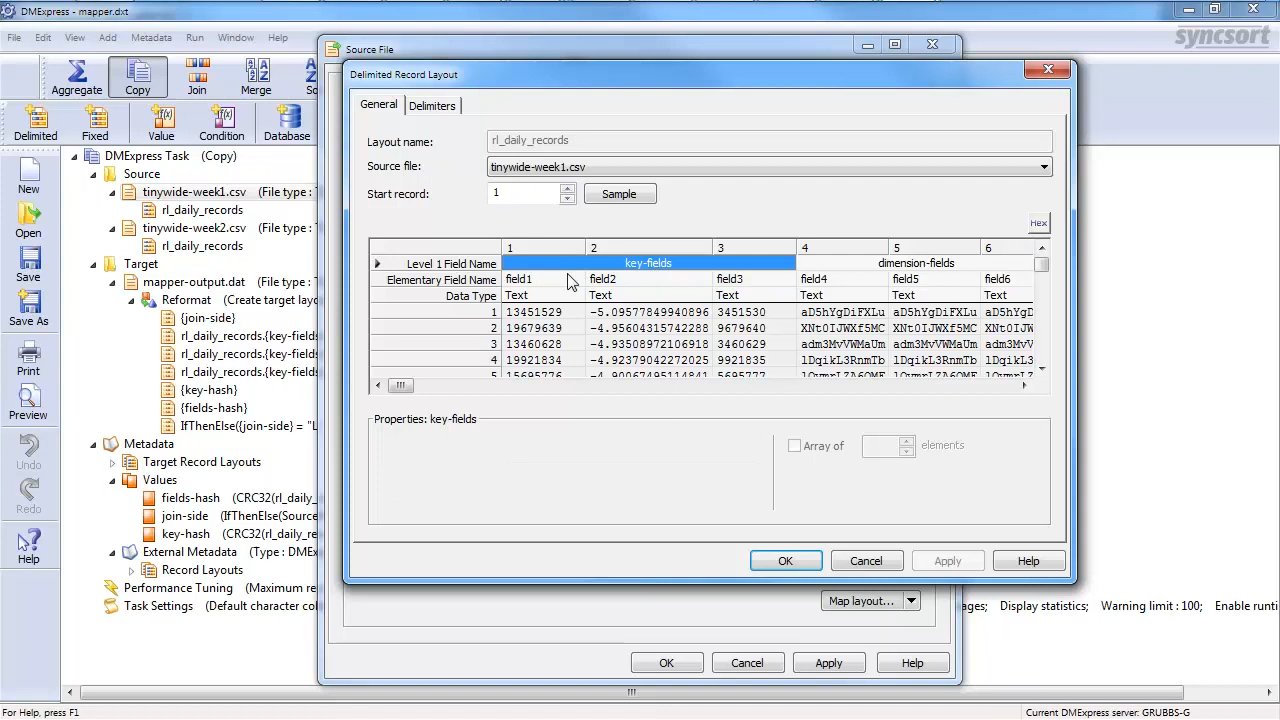 DMExpress - mapper.dxt
File Edit View Add Metadata Run Window Help
syncsort
Aggregate Copy Join Merge
Delimited Fixed Value Condition Database
New
Open
Save
Save As
Print
Preview
Undo
Redo
Help
DMExpress Task (Copy)
Source
tinywide-week1.csv (File type :
rl_daily_records
tinywide-week2.csv (File type :
rl_daily_records
Target
mapper-output.dat (File type :
Reformat (Create target layo
{join-side}
rl_daily_records.{key-fields
rl_daily_records.{key-fields
rl_daily_records.{key-fields
{key-hash}
{fields-hash}
IfThenElse({join-side} = "L
Metadata
Target Record Layouts
Values
fields-hash (CRC32(rl_daily_
join-side (IfThenElse(Source
key-hash (CRC32(rl_daily_re
External Metadata (Type : DMEx
Record Layouts
Performance Tuning (Maximum re
Task Settings (Default character col
ages; Display statistics; Warning limit : 100; Enable runti
Source File
Delimited Record Layout
General Delimiters
Layout name: rl_daily_records
Source file: tinywide-week1.csv
Start record: 1 Sample
Hex
1 2 3 4 5 6
Level 1 Field Name key-fields dimension-fields
Elementary Field Name field1 field2 field3 field4 field5 field6
Data Type Text Text Text Text Text Text
1 13451529 -5.09577849940896 3451530 aD5hYgDiFXLu aD5hYgDiFXLu aD5hYgD
2 19679639 -4.95604315742288 9679640 XNt0IJWXf5MC XNt0IJWXf5MC XNt0IJW
3 13460628 -4.93508972106918 3460629 adm3MvVWMaUm adm3MvVWMaUm adm3MvV
4 19921834 -4.92379042272025 9921835 lDqikL3RnmTb lDqikL3RnmTb lDqikL3
5 15695776 -4.90067495114841 5695777
Properties: key-fields
Array of elements
OK Cancel Apply Help
Map layout...
OK Cancel Apply Help
For Help, press F1
Current DMExpress server: GRUBBS-G